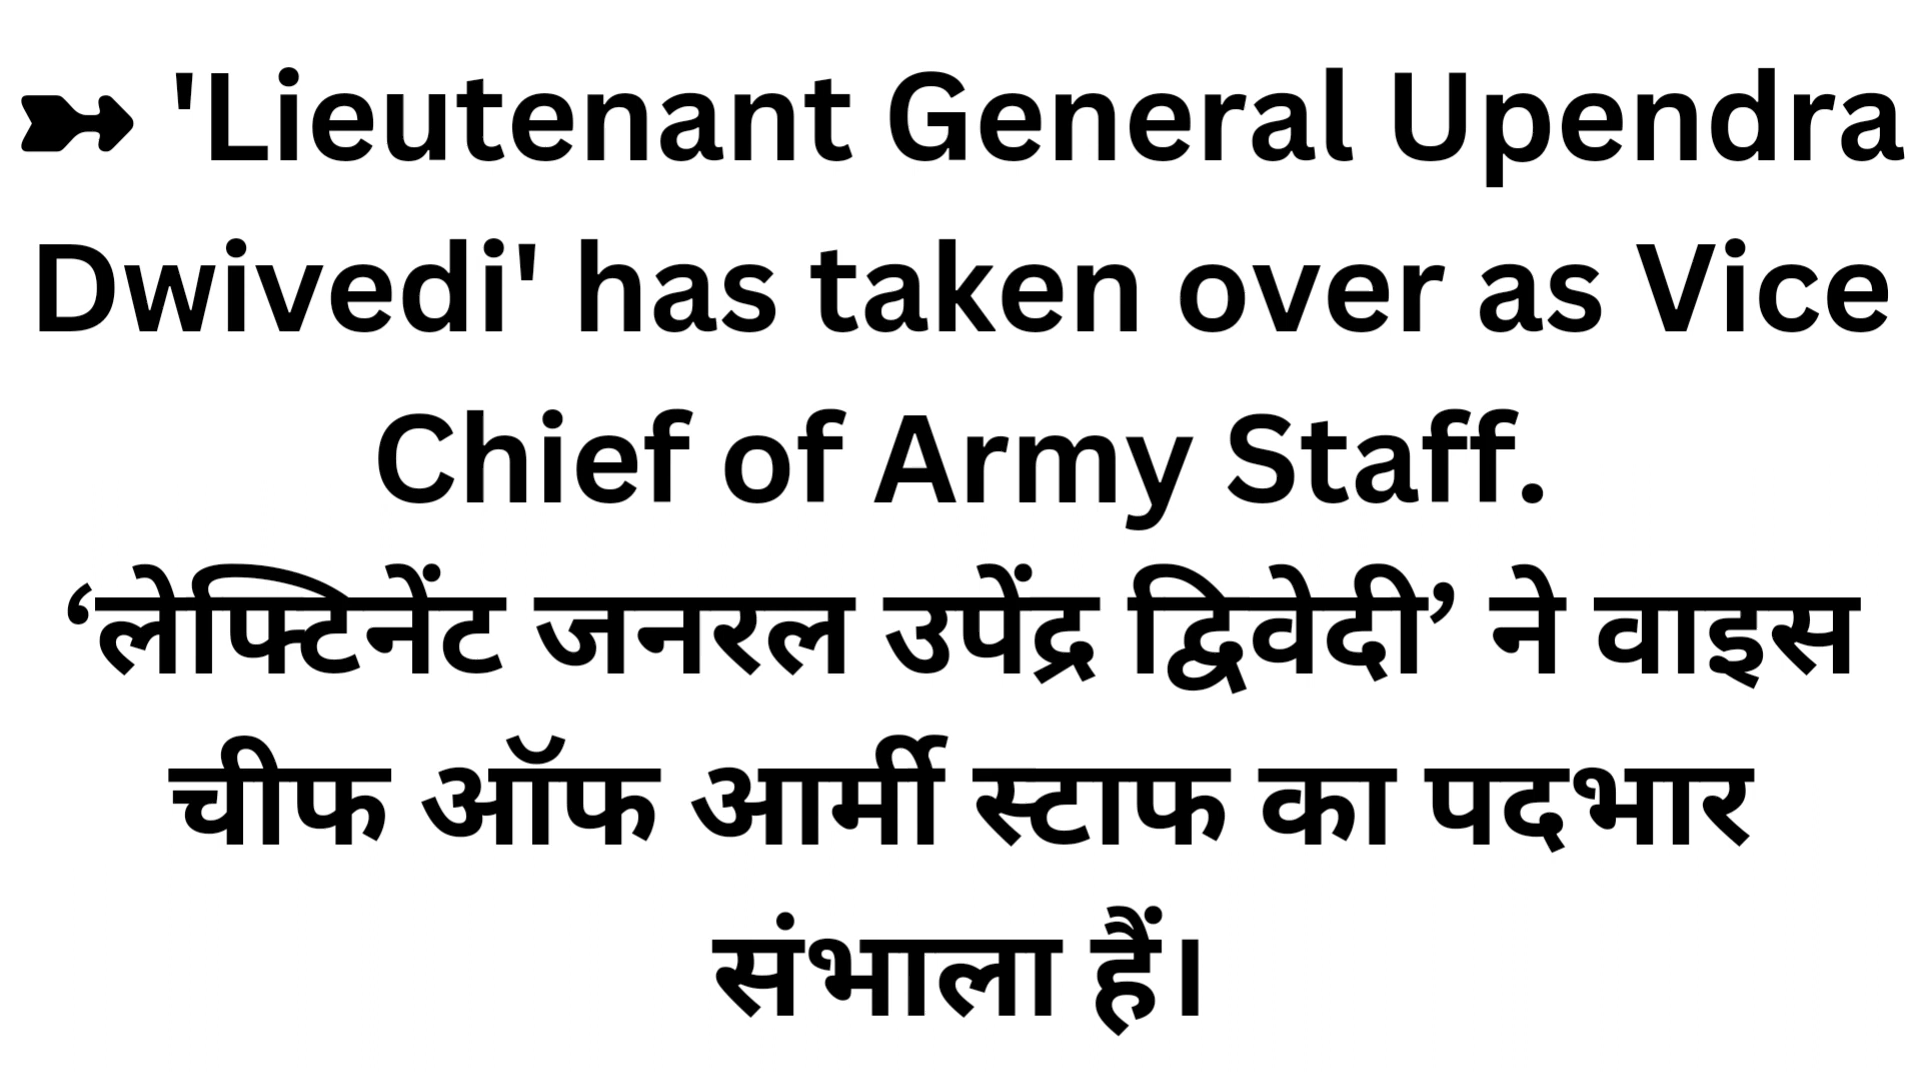 ➳ 'Lieutenant General Upendra
Dwivedi' has taken over as Vice
Chief of Army Staff.
‘लेफ्टिनेंट जनरल उपेंद्र द्विवेदी’ ने वाइस
चीफ ऑफ आर्मी स्टाफ का पदभार
संभाला हैं।